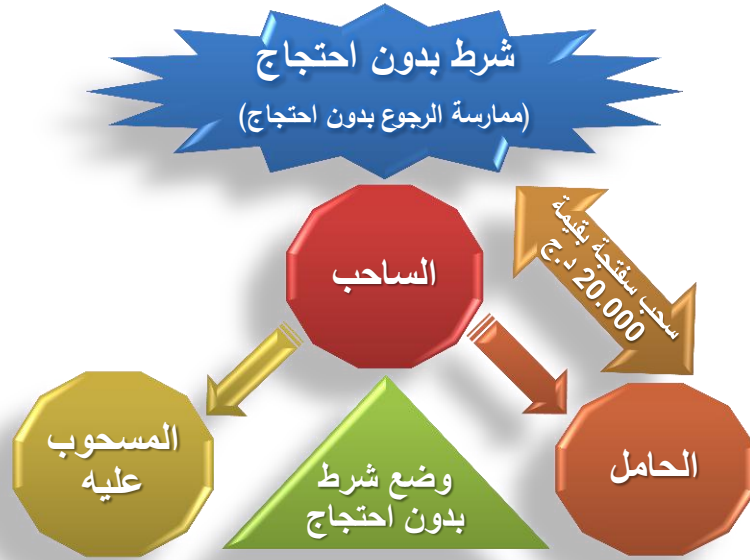 شرط بدون احتجاج
(ممارسة الرجوع بدون احتجاج)
سحب سفتجة بقيمة
20.000 د.ج
الساحب
الحامل
المسحوب
عليه
وضع شرط
بدون احتجاج